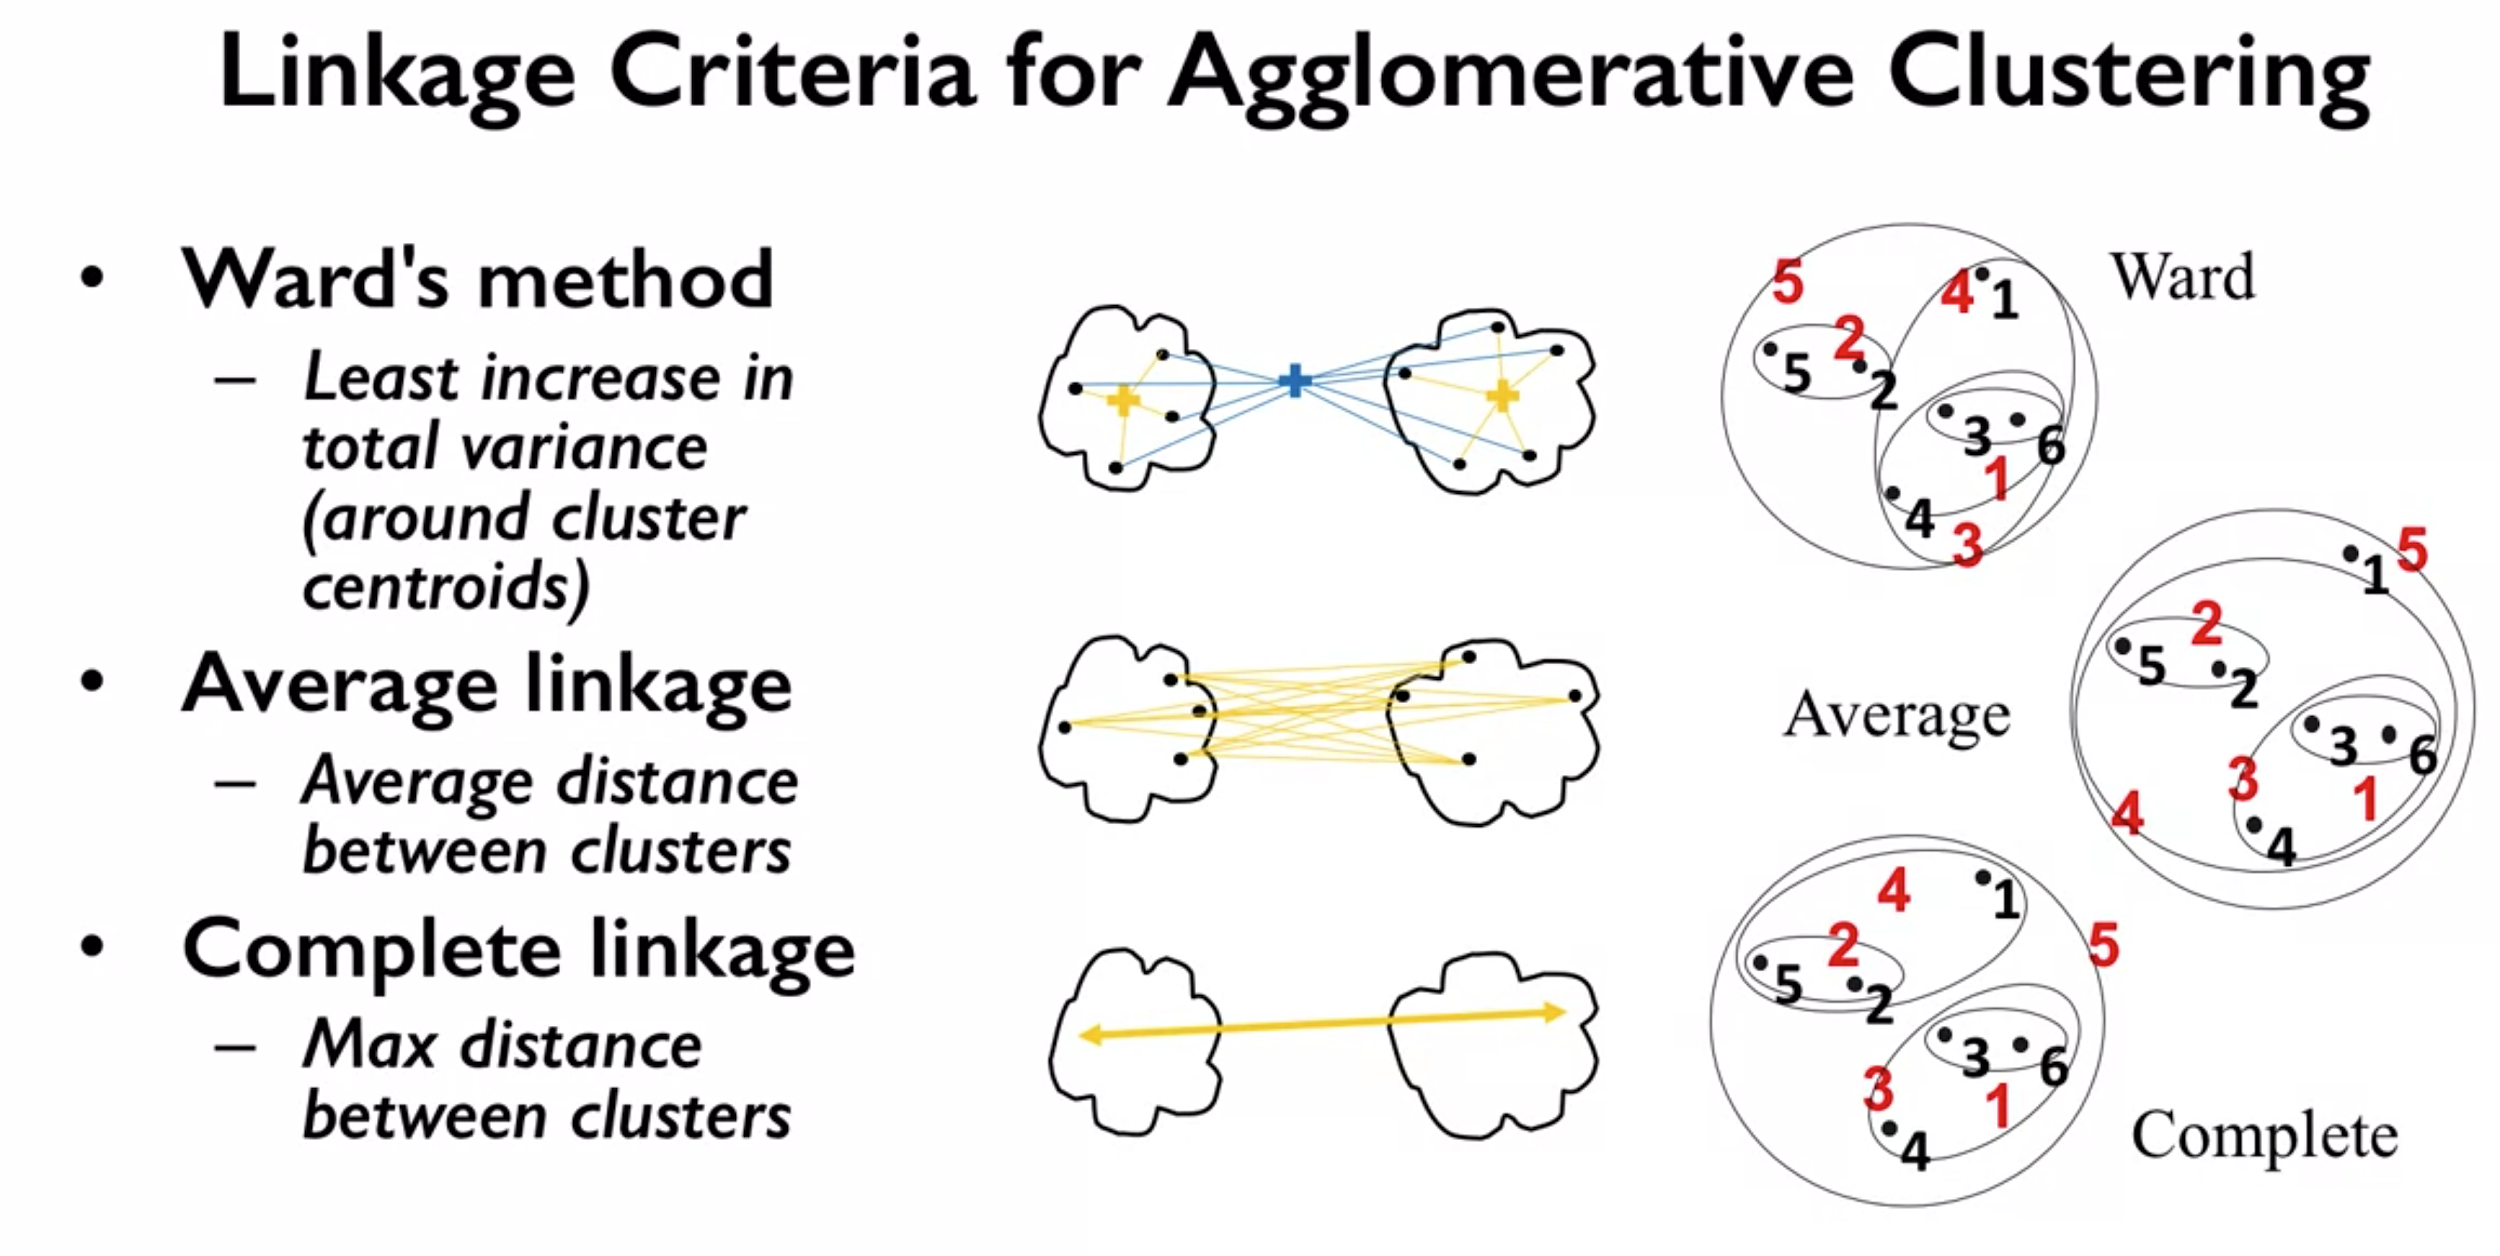 Linkage Criteria for Agglomerative Clustering
• Ward's method
– Least increase in
total variance
(around cluster
centroids)
• Average linkage
– Average distance
between clusters
• Complete linkage
– Max distance
between clusters
Ward
5
4
1
2
5
2
3
6
1
4
3
Average
5
1
2
5
2
3
6
3
1
4
4
Complete
4
1
2
5
5
2
3
6
3
1
4